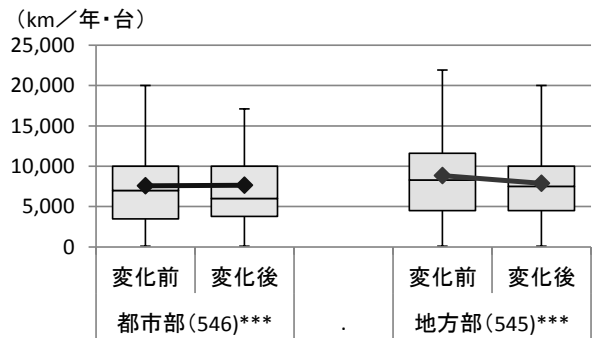 （km／年・台）
25,000
20,000
15,000
10,000
5,000
0
変化前 変化後 変化前 変化後
都市部（546）*** . 地方部（545）***